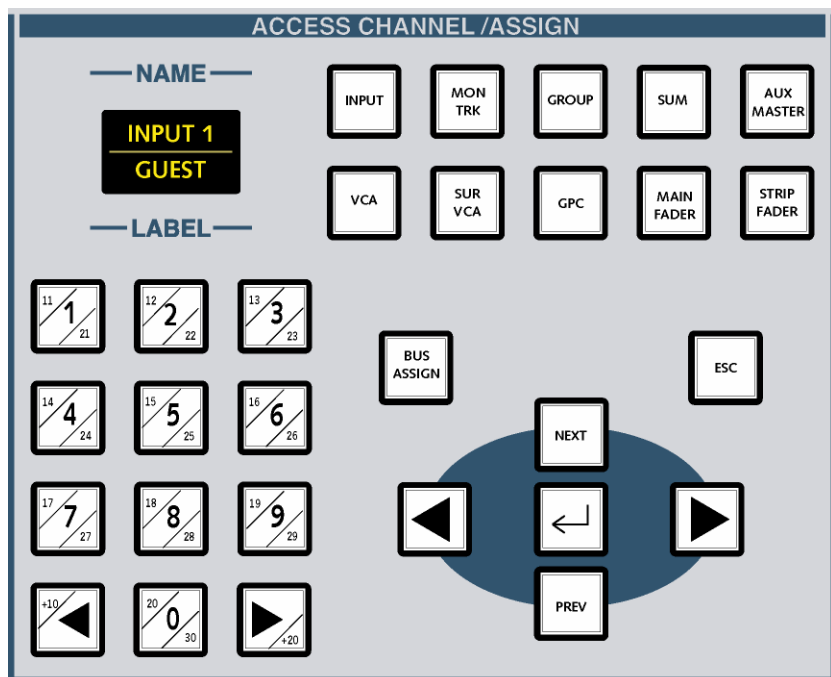 ACCESS CHANNEL /ASSIGN
NAME
INPUT 1
GUEST
LABEL
INPUT
MON
TRK
GROUP
SUM
AUX
MASTER
VCA
SUR
VCA
GPC
MAIN
FADER
STRIP
FADER
11 1 21
12 2 22
13 3 23
14 4 24
15 5 25
16 6 26
17 7 27
18 8 28
19 9 29
+10
20 0 30
+20
BUS
ASSIGN
ESC
NEXT
PREV